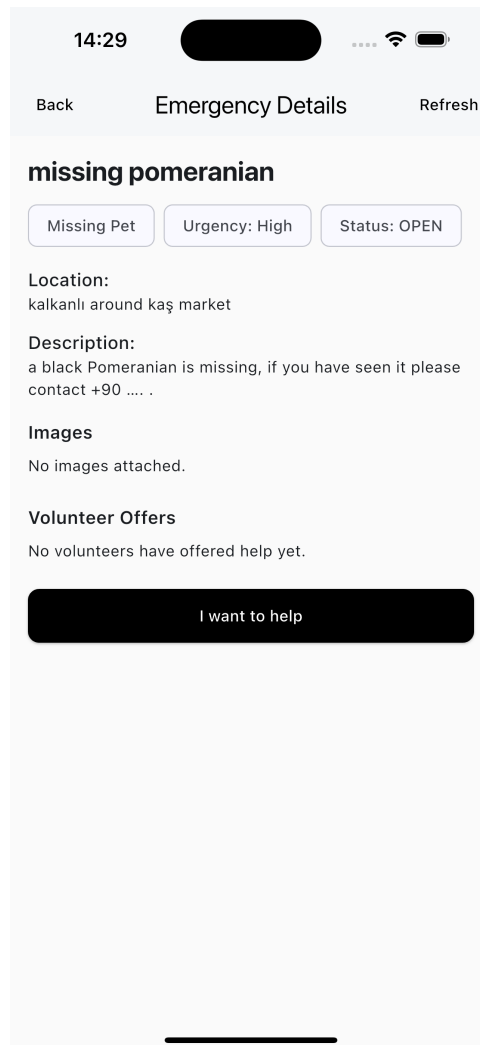 14:29
Back Emergency Details Refresh
missing pomeranian
Missing Pet Urgency: High Status: OPEN
Location:
kalkanlı around kaş market
Description:
a black Pomeranian is missing, if you have seen it please
contact +90 .... .
Images
No images attached.
Volunteer Offers
No volunteers have offered help yet.
I want to help